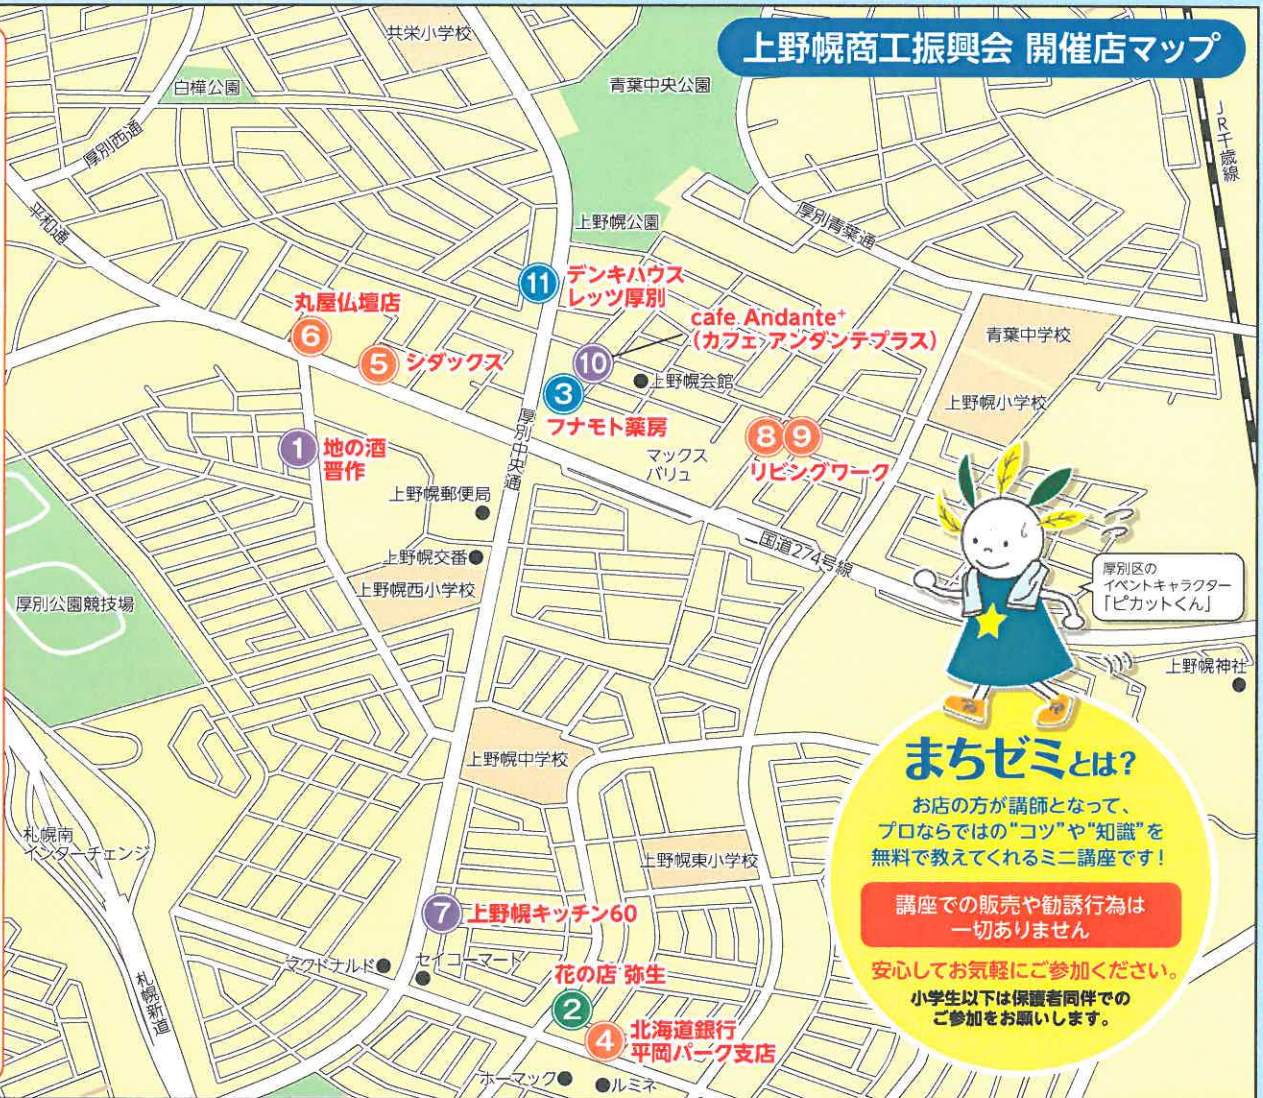 上野幌商工振興会 開催店マップ
共栄小学校
白樺公園
青葉中央公園
JR千歳線
厚別西通
平和通
上野幌公園
厚別青葉通
11
デンキハウス
レッツ厚別
丸屋仏壇店
6
5
シダックス
cafe Andante+
(カフェ アンダンテプラス)
10
3
フナモト薬房
上野幌会館
青葉中学校
上野幌小学校
8
9
リビングワーク
マックス
バリュ
1
地の酒
晋作
厚別中央通
上野幌郵便局
上野幌交番
上野幌西小学校
国道274号線
厚別公園競技場
厚別区の
イベントキャラクター
「ピカットくん」
上野幌神社
上野幌中学校
まちゼミとは?
お店の方が講師となって、
プロならではの“コツ”や“知識”を
無料で教えてくれるミニ講座です!
講座での販売や勧誘行為は
一切ありません
安心してお気軽にご参加ください。
小学生以下は保護者同伴での
ご参加をお願いします。
札幌南
インターチェンジ
上野幌東小学校
7
上野幌キッチン60
マクドナルド
セイコーマート
札幌新道
花の店 弥生
2
4
北海道銀行
平岡パーク支店
ホーマック
ルミネ